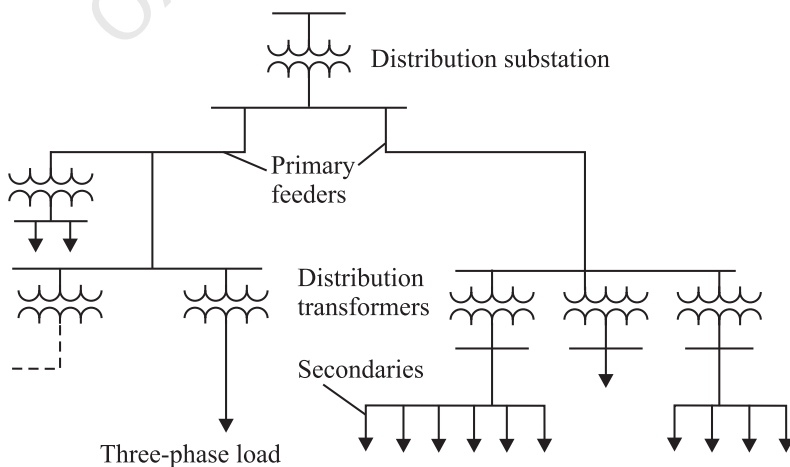 Distribution substation
Primary
feeders
Distribution
transformers
Secondaries
Three-phase load